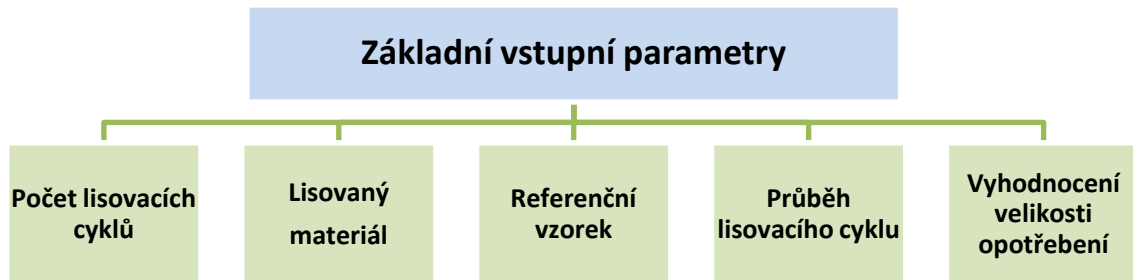 Základní vstupní parametry
Počet lisovacích
cyklů
Lisovaný
materiál
Referenční
vzorek
Průběh
lisovacího cyklu
Vyhodnocení
velikosti
opotřebení